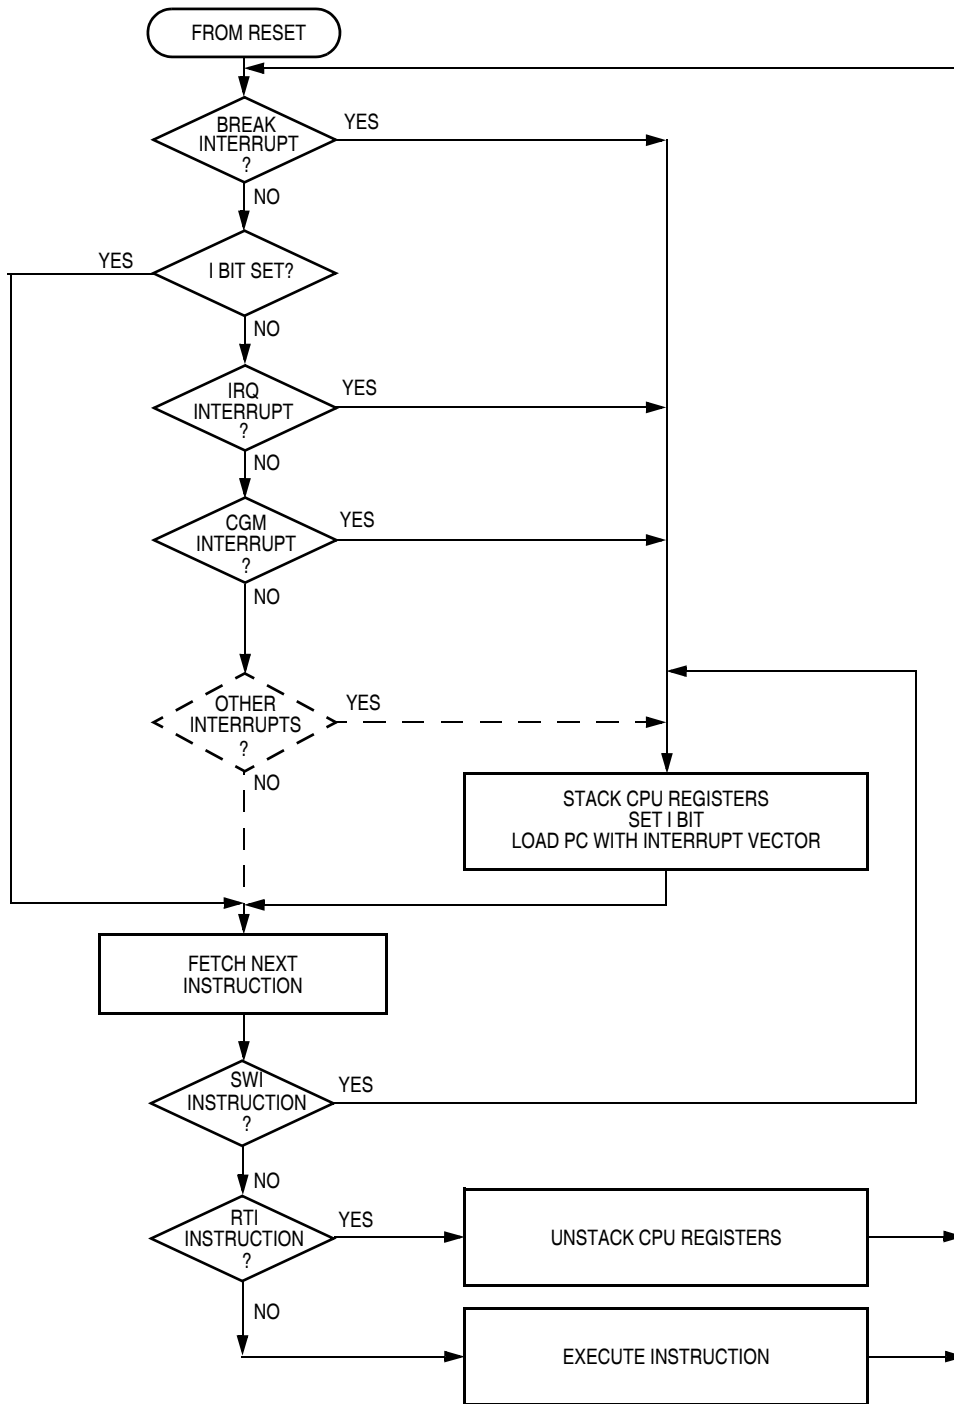 FROM RESET
BREAK
INTERRUPT
?
YES
NO
I BIT SET?
YES
NO
IRQ
INTERRUPT
?
YES
NO
CGM
INTERRUPT
?
YES
NO
OTHER
INTERRUPTS
?
YES
NO
STACK CPU REGISTERS
SET I BIT
LOAD PC WITH INTERRUPT VECTOR
FETCH NEXT
INSTRUCTION
SWI
INSTRUCTION
?
YES
NO
RTI
INSTRUCTION
?
YES
NO
UNSTACK CPU REGISTERS
EXECUTE INSTRUCTION